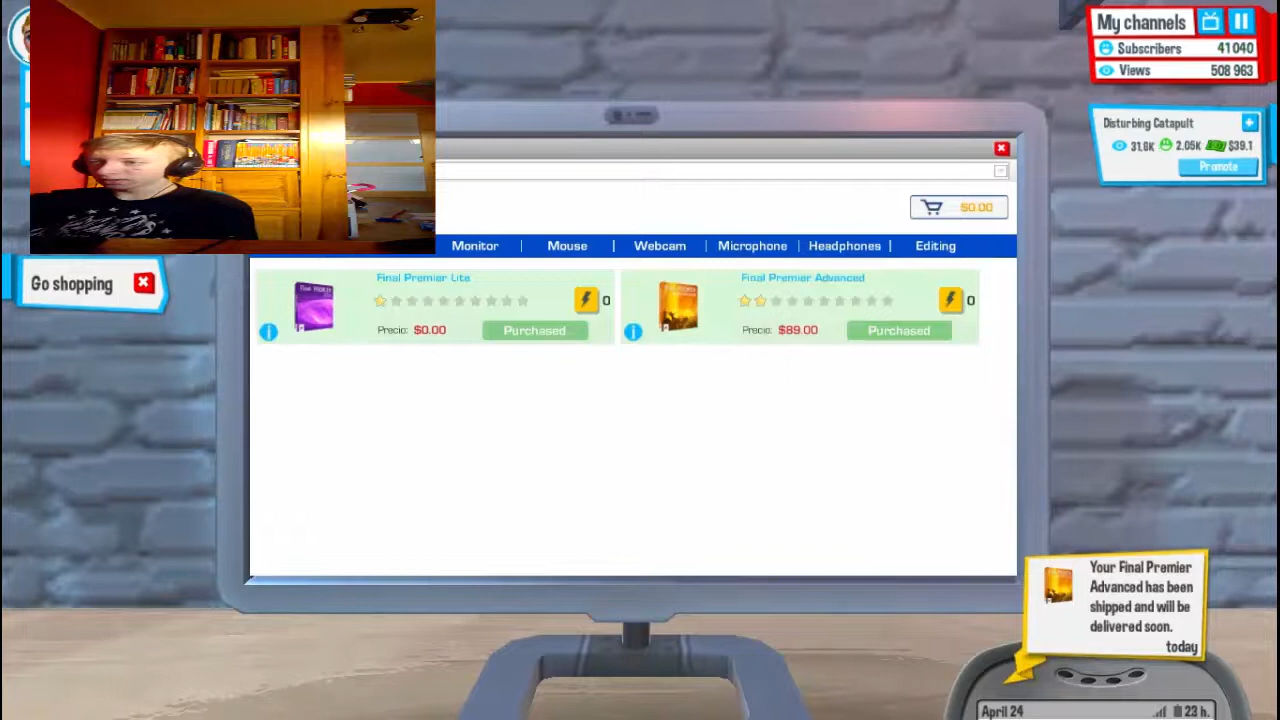 My channels
Subscribers 41 040
Views 508 963
Disturbing Catapult
31.6K 2.05K $39.1
Promote
$0.00
Monitor | Mouse | Webcam | Microphone | Headphones | Editing
Go shopping
Final Premier Lite
0
Precio: $0.00 Purchased
Final Premier Advanced
0
Precio: $89.00 Purchased
Your Final Premier
Advanced has been
shipped and will be
delivered soon.
today
April 24 23 h.